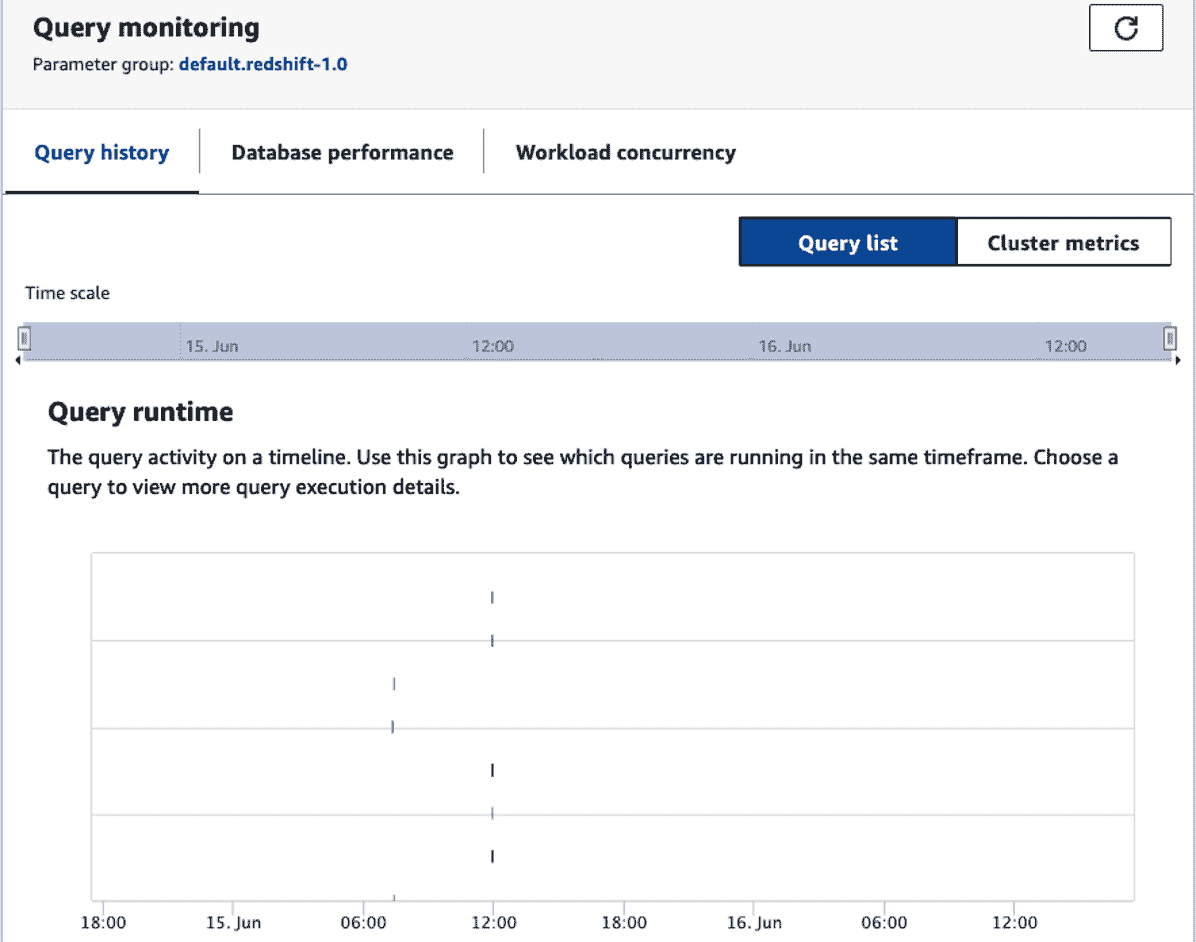 Query monitoring
Parameter group: default.redshift-1.0
Query history
Database performance
Workload concurrency
Query list
Cluster metrics
Time scale
15. Jun
12:00
16. Jun
12:00
Query runtime
The query activity on a timeline. Use this graph to see which queries are running in the same timeframe. Choose a
query to view more query execution details.
18:00
15. Jun
06:00
12:00
18:00
16. Jun
06:00
12:00